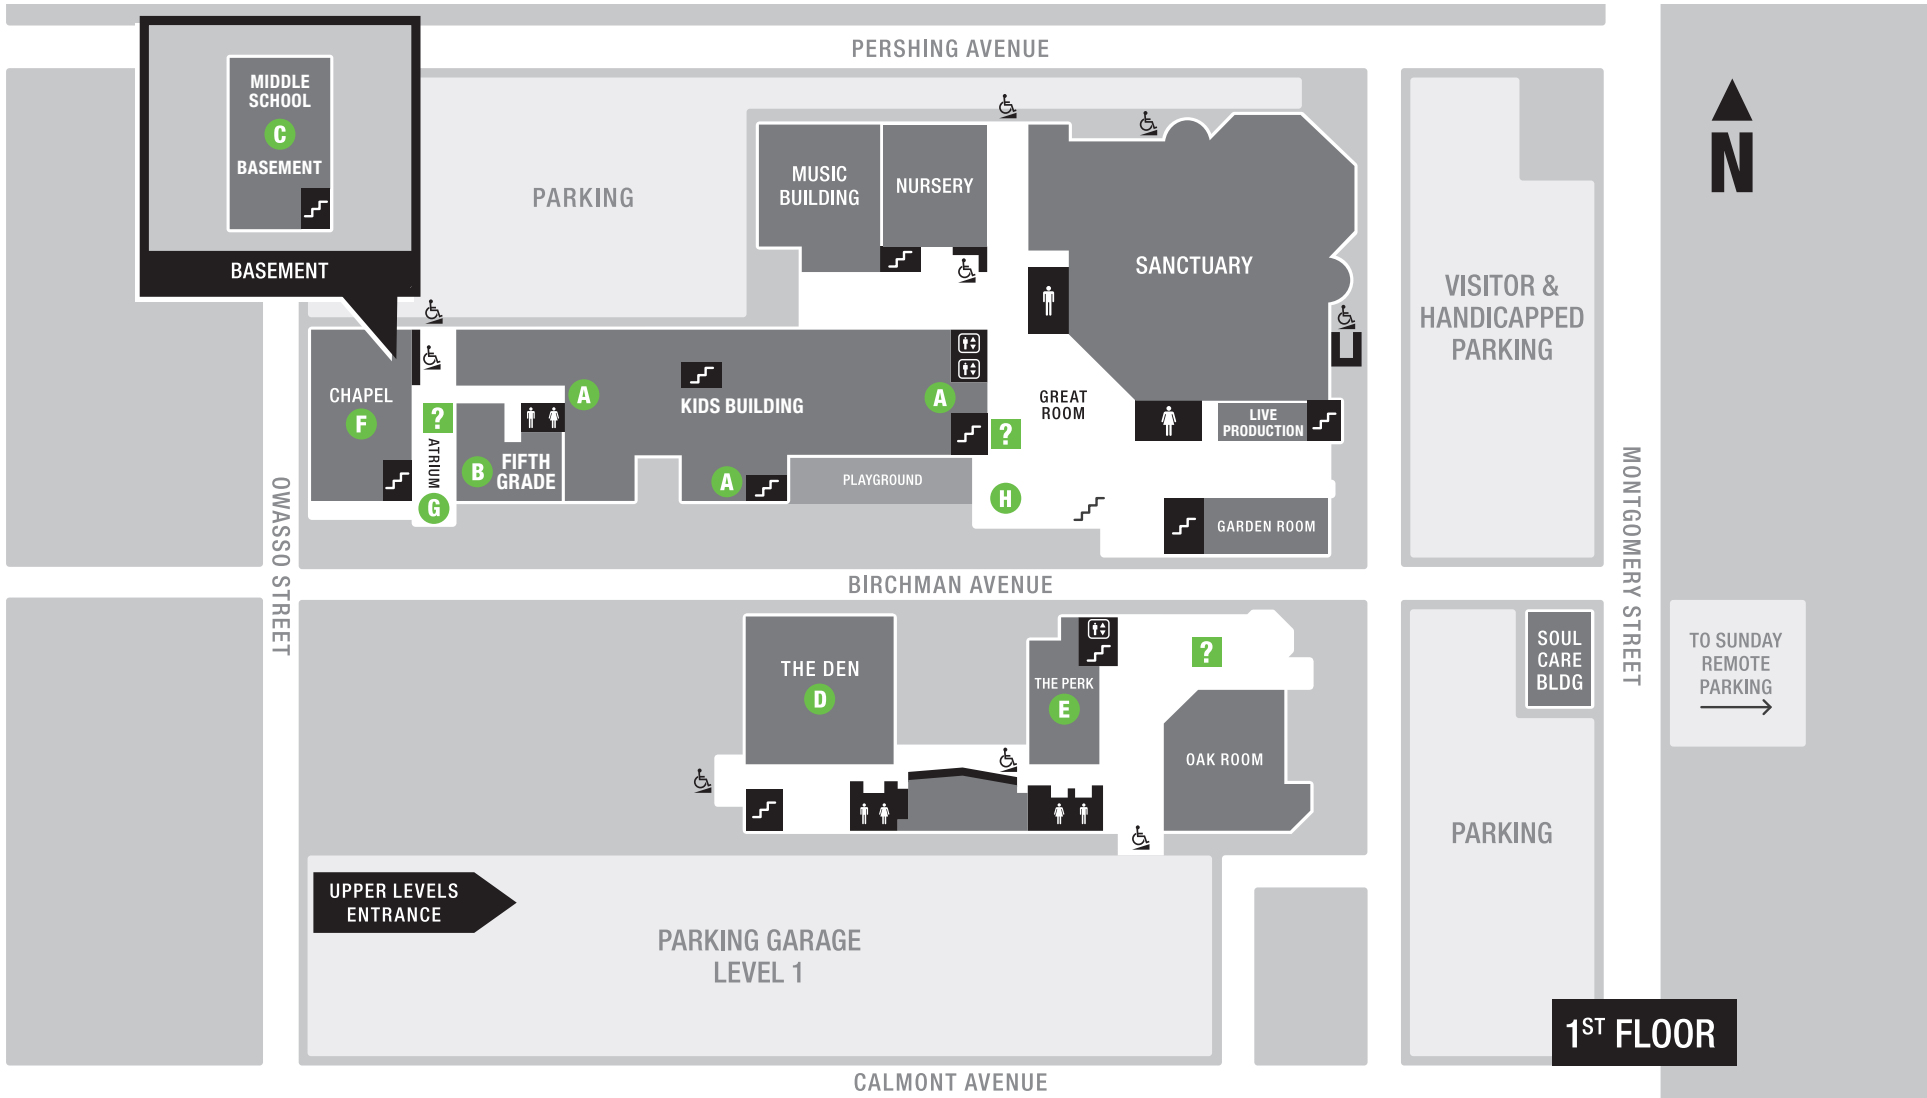 PERSHING AVENUE
MIDDLE
SCHOOL
C
BASEMENT
BASEMENT
PARKING
MUSIC
BUILDING
NURSERY
SANCTUARY
N
VISITOR &
HANDICAPPED
PARKING
CHAPEL
F
?
ATRIUM
G
B
FIFTH
GRADE
A
KIDS BUILDING
A
A
PLAYGROUND
?
H
GREAT
ROOM
LIVE
PRODUCTION
GARDEN ROOM
OWASSO STREET
MONTGOMERY STREET
BIRCHMAN AVENUE
THE DEN
D
THE PERK
E
?
OAK ROOM
SOUL
CARE
BLDG
TO SUNDAY
REMOTE
PARKING
PARKING
UPPER LEVELS
ENTRANCE
PARKING GARAGE
LEVEL 1
1ST FLOOR
CALMONT AVENUE